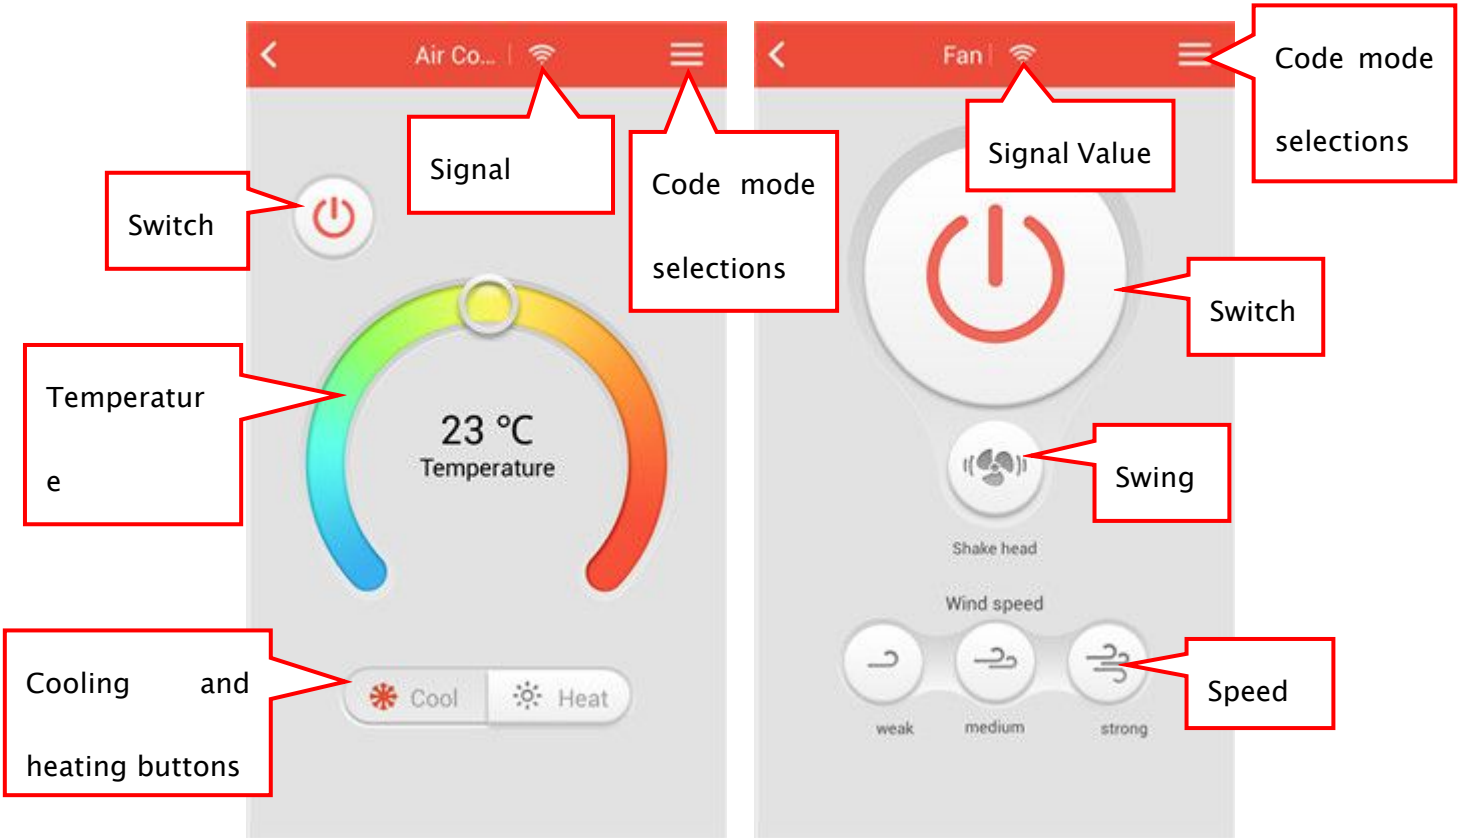 Air Co...
Signal
Code mode
selections
Switch
Temperatur
e
23 °C
Temperature
Cooling and
heating buttons
Cool
Heat
Fan
Signal Value
Code mode
selections
Switch
Swing
Shake head
Wind speed
weak
medium
strong
Speed